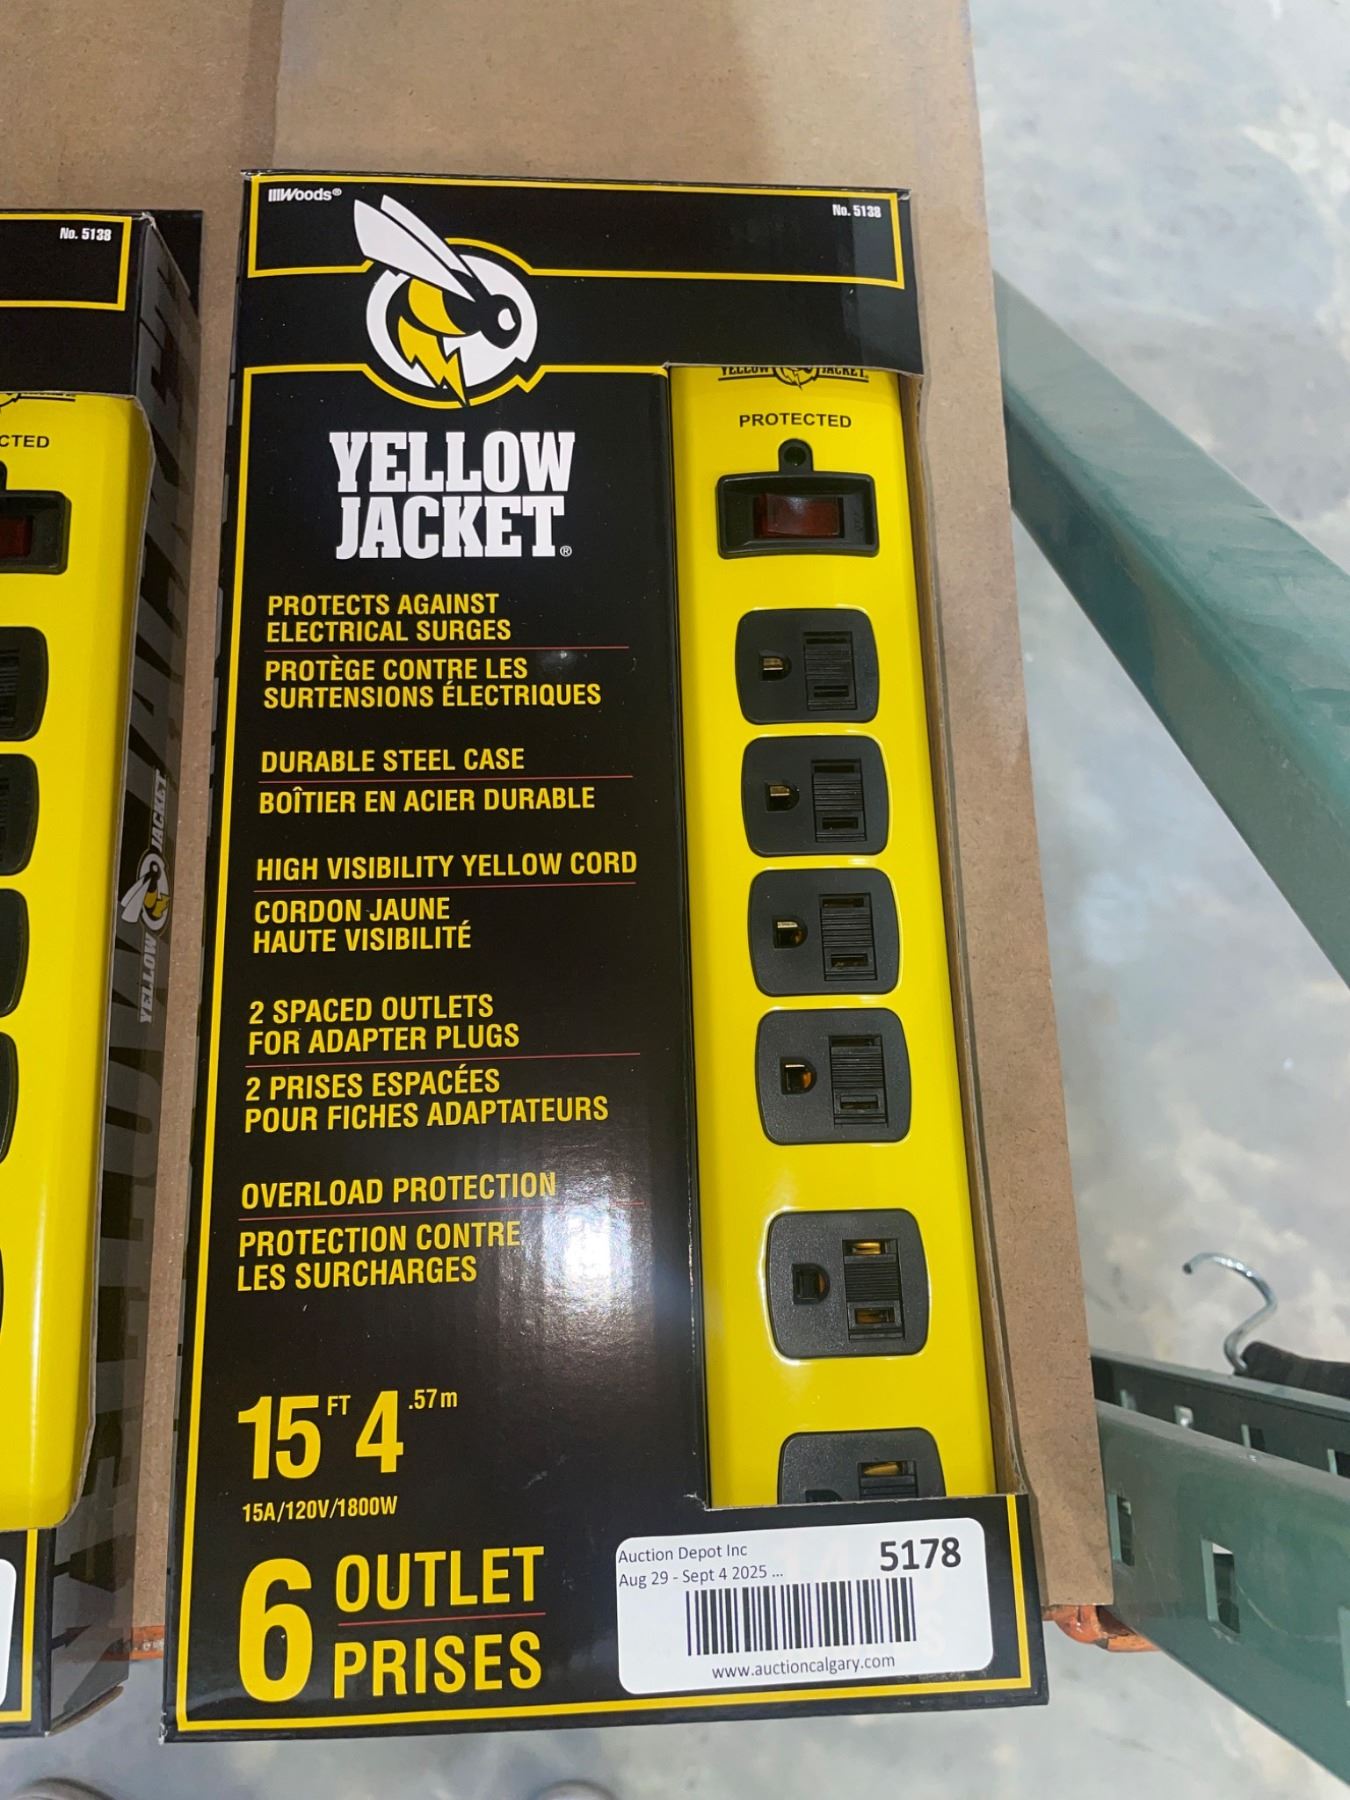 Woods®
No. 5138
No. 5138
CTED
YELLOW JACKET
YELLOW JACKET
PROTECTED
YELLOW
JACKET®
PROTECTS AGAINST
ELECTRICAL SURGES
PROTÈGE CONTRE LES
SURTENSIONS ÉLECTRIQUES
DURABLE STEEL CASE
BOÎTIER EN ACIER DURABLE
HIGH VISIBILITY YELLOW CORD
CORDON JAUNE
HAUTE VISIBILITÉ
2 SPACED OUTLETS
FOR ADAPTER PLUGS
2 PRISES ESPACÉES
POUR FICHES ADAPTATEURS
OVERLOAD PROTECTION
PROTECTION CONTRE
LES SURCHARGES
15 FT 4.57m
15A/120V/1800W
6 OUTLET
PRISES
Auction Depot Inc
5178
Aug 29 - Sept 4 2025 ...
www.auctioncalgary.com